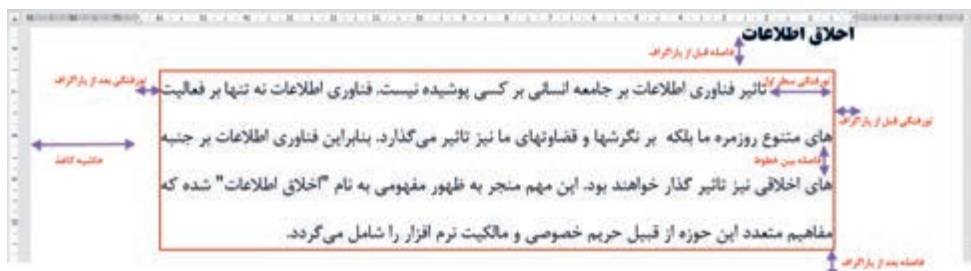 اخلاق اطلاعات
فاصله قبل از پاراگراف
تورفتگی سطر اول
تورفتگی بعد از پاراگراف
تاثیر فناوری اطلاعات بر جامعه انسانی بر کسی پوشیده نیست. فناوری اطلاعات نه تنها بر فعالیت
تورفتگی قبل از پاراگراف
های متنوع روزمره ما بلکه بر نگرشها و قضاوتهای ما نیز تاثیر می‌گذارد. بنابراین فناوری اطلاعات بر جنبه
فاصله بین خطوط
حاشیه کاغذ
های اخلاقی نیز تاثیر گذار خواهند بود. این مهم منجر به ظهور مفهومی به نام "اخلاق اطلاعات" شده که
مفاهیم متعدد این حوزه از قبیل حریم خصوصی و مالکیت نرم افزار را شامل می‌گردد.
فاصله بعد از پاراگراف